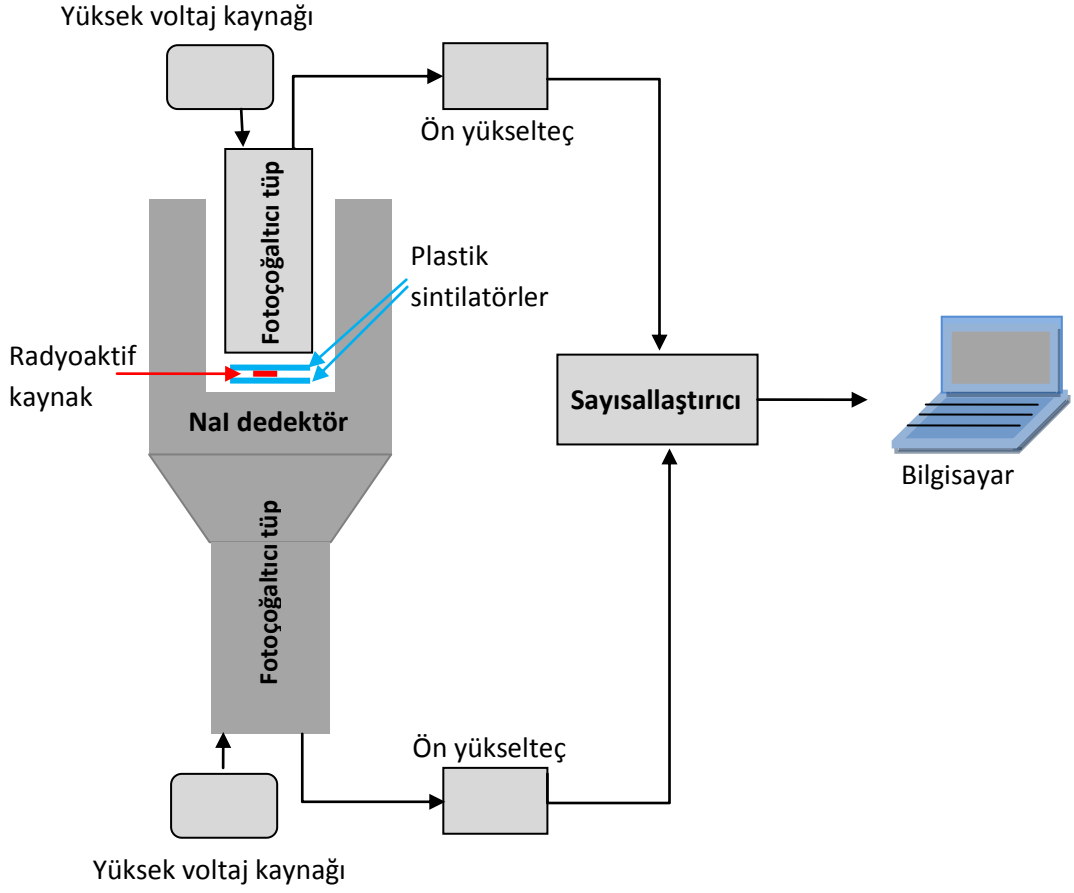 Yüksek voltaj kaynağı
Ön yükselteç
Fotoçoğaltıcı tüp
Plastik
sintilatörler
Radyoaktif
kaynak
NaI dedektör
Sayısallaştırıcı
Bilgisayar
Fotoçoğaltıcı tüp
Ön yükselteç
Yüksek voltaj kaynağı